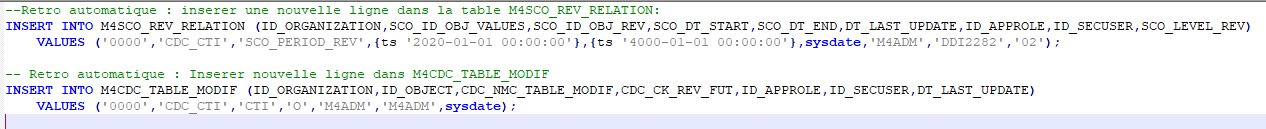 --Retro automatique : inserer une nouvelle ligne dans la table M4SCO_REV_RELATION:
INSERT INTO M4SCO_REV_RELATION (ID_ORGANIZATION,SCO_ID_OBJ_VALUES,SCO_ID_OBJ_REV,SCO_DT_START,SCO_DT_END,DT_LAST_UPDATE,ID_APPROLE,ID_SECUSER,SCO_LEVEL_REV)
VALUES ('0000','CDC_CTI','SCO_PERIOD_REV',{ts '2020-01-01 00:00:00'},{ts '4000-01-01 00:00:00'},sysdate,'M4ADM','DDI2282','02');
-- Retro automatique : Inserer nouvelle ligne dans M4CDC_TABLE_MODIF
INSERT INTO M4CDC_TABLE_MODIF (ID_ORGANIZATION,ID_OBJECT,CDC_NMC_TABLE_MODIF,CDC_CK_REV_FUT,ID_APPROLE,ID_SECUSER,DT_LAST_UPDATE)
VALUES ('0000','CDC_CTI','CTI','O','M4ADM','M4ADM',sysdate);